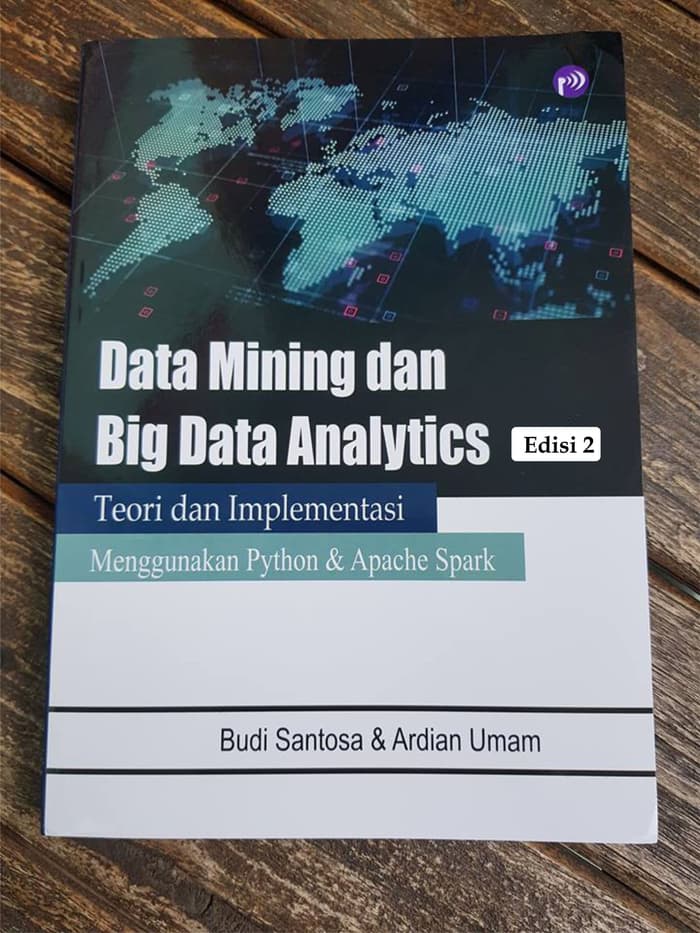 Data Mining dan
Big Data Analytics
Edisi 2
Teori dan Implementasi
Menggunakan Python & Apache Spark
Budi Santosa & Ardian Umam